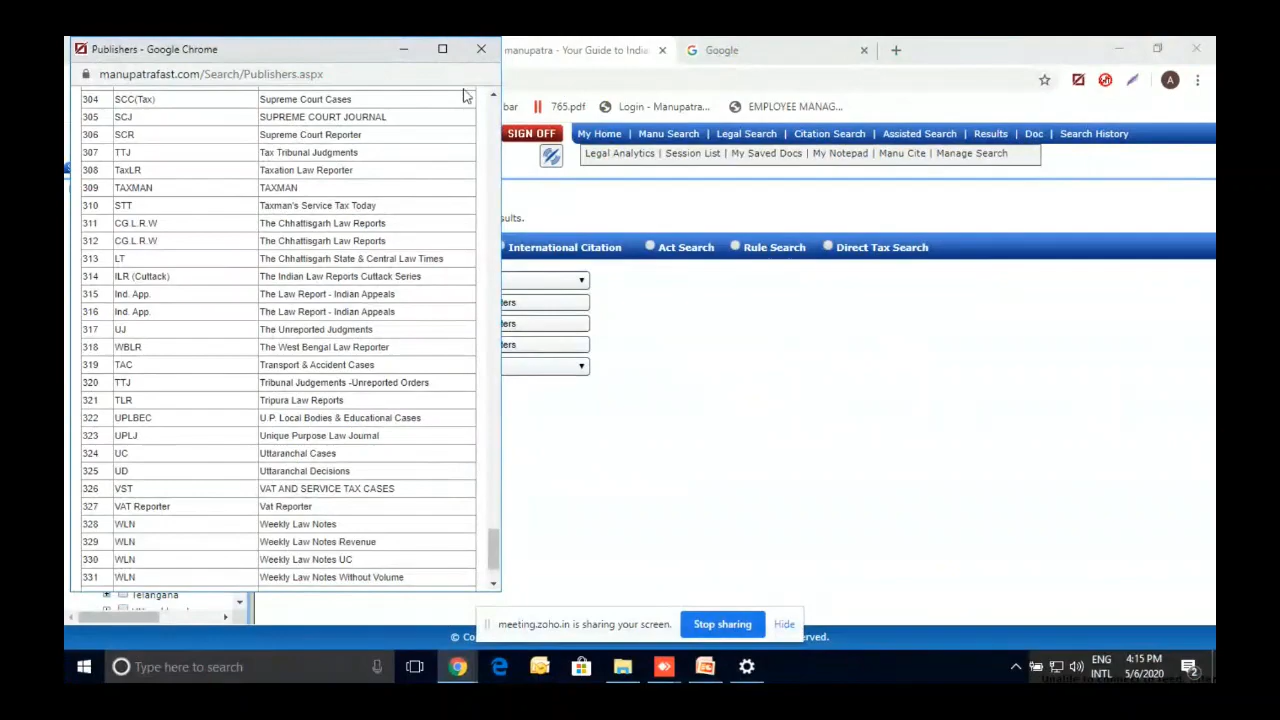 Publishers - Google Chrome
manupatrafast.com/Search/Publishers.aspx
304 SCC(Tax) Supreme Court Cases
305 SCJ SUPREME COURT JOURNAL
306 SCR Supreme Court Reporter
307 TTJ Tax Tribunal Judgments
308 TaxLR Taxation Law Reporter
309 TAXMAN TAXMAN
310 STT Taxman's Service Tax Today
311 CG L.R.W The Chhattisgarh Law Reports
312 CG L.R.W The Chhattisgarh Law Reports
313 LT The Chhattisgarh State & Central Law Times
314 ILR (Cuttack) The Indian Law Reports Cuttack Series
315 Ind. App. The Law Report - Indian Appeals
316 Ind. App. The Law Report - Indian Appeals
317 UJ The Unreported Judgments
318 WBLR The West Bengal Law Reporter
319 TAC Transport & Accident Cases
320 TTJ Tribunal Judgements -Unreported Orders
321 TLR Tripura Law Reports
322 UPLBEC U.P. Local Bodies & Educational Cases
323 UPLJ Unique Purpose Law Journal
324 UC Uttaranchal Cases
325 UD Uttaranchal Decisions
326 VST VAT AND SERVICE TAX CASES
327 VAT Reporter Vat Reporter
328 WLN Weekly Law Notes
329 WLN Weekly Law Notes Revenue
330 WLN Weekly Law Notes UC
331 WLN Weekly Law Notes Without Volume
Telangana
manupatra - Your Guide to India Google
bar 765.pdf Login - Manupatra... EMPLOYEE MANAG...
SIGN OFF My Home | Manu Search | Legal Search | Citation Search | Assisted Search | Results | Doc | Search History
Legal Analytics | Session List | My Saved Docs | My Notepad | Manu Cite | Manage Search
sults.
International Citation Act Search Rule Search Direct Tax Search
ters
ters
ters
meeting.zoho.in is sharing your screen. Stop sharing Hide
© Co erved.
Type here to search
ENG 4:15 PM
INTL 5/6/2020 2